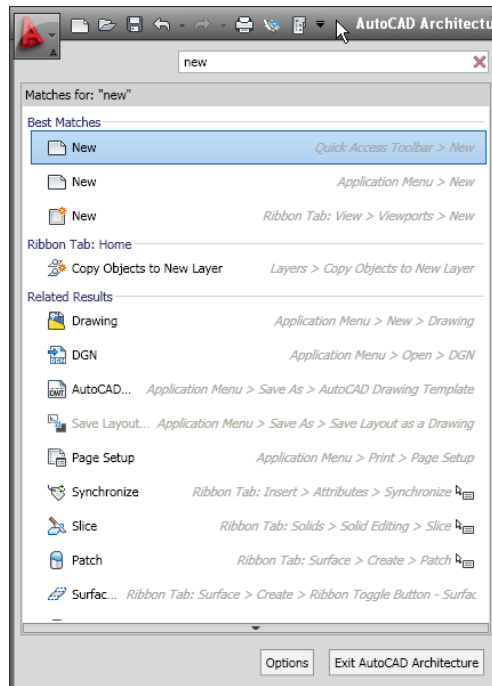 AutoCAD Architectu
A
new
Matches for: "new"
Best Matches
New Quick Access Toolbar > New
New Application Menu > New
New Ribbon Tab: View > Viewports > New
Ribbon Tab: Home
Copy Objects to New Layer Layers > Copy Objects to New Layer
Related Results
Drawing Application Menu > New > Drawing
DGN Application Menu > Open > DGN
AutoCAD... Application Menu > Save As > AutoCAD Drawing Template
Save Layout... Application Menu > Save As > Save Layout as a Drawing
Page Setup Application Menu > Print > Page Setup
Synchronize Ribbon Tab: Insert > Attributes > Synchronize
Slice Ribbon Tab: Solids > Solid Editing > Slice
Patch Ribbon Tab: Surface > Create > Patch
Surfac... Ribbon Tab: Surface > Create > Ribbon Toggle Button - Surfac
Options Exit AutoCAD Architecture